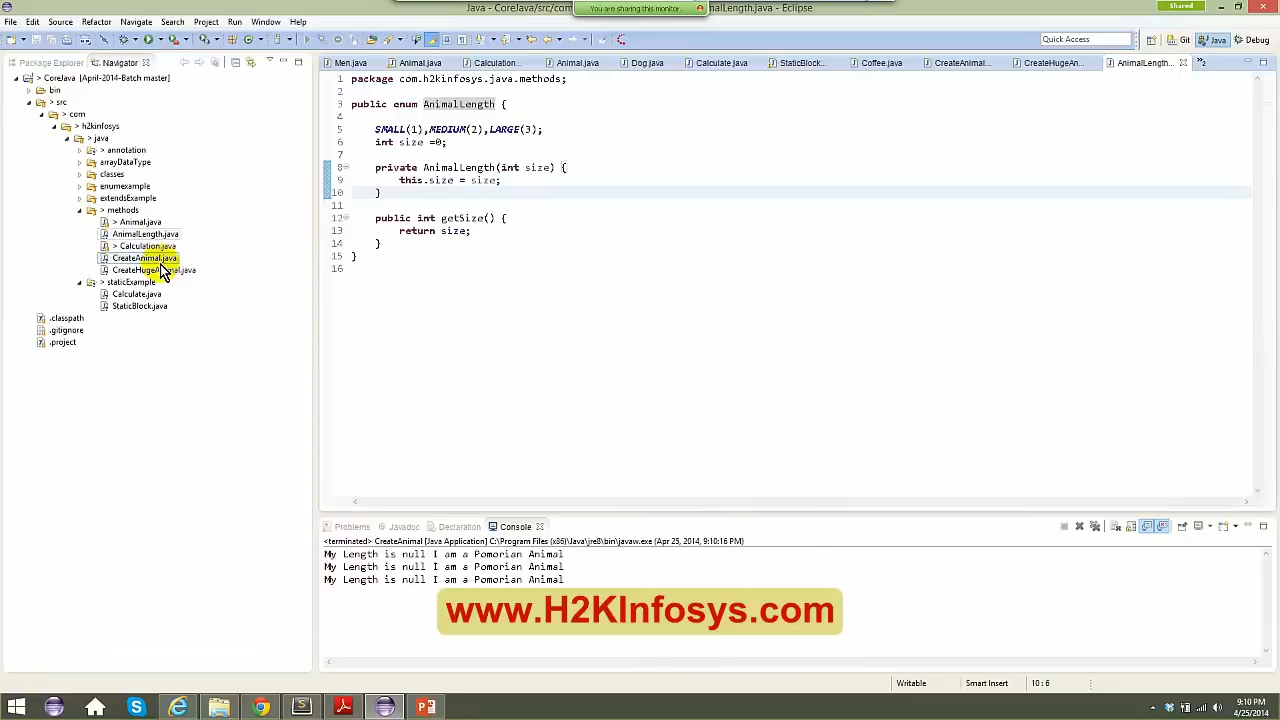 Java - CoreJava/src/com
You are sharing this monitor.
malLength.java - Eclipse
Shared
File Edit Source Refactor Navigate Search Project Run Window Help
Quick Access
Git
Java
Debug
Package Explorer
Navigator
Men.java
Animal.java
Calculation...
Animal.java
Dog.java
Calculate.java
StaticBlock...
Coffee.java
CreateAnimal...
CreateHugeAn...
AnimalLength...
> CoreJava [April-2014-Batch master]
bin
> src
> com
> h2kinfosys
> java
> annotation
arrayDataType
classes
enumexample
extendsExample
> methods
> Animal.java
AnimalLength.java
> Calculation.java
CreateAnimal.java
CreateHugeAnimal.java
> staticExample
Calculate.java
StaticBlock.java
.classpath
.gitignore
.project
1 package com.h2kinfosys.java.methods;
2
3 public enum AnimalLength {
4
5 SMALL(1),MEDIUM(2),LARGE(3);
6 int size =0;
7
8 private AnimalLength(int size) {
9 this.size = size;
10 }
11
12 public int getSize() {
13 return size;
14 }
15 }
16
Problems
Javadoc
Declaration
Console
<terminated> CreateAnimal [Java Application] C:\Program Files (x86)\Java\jre8\bin\javaw.exe (Apr 25, 2014, 9:10:16 PM)
My Length is null I am a Pomorian Animal
My Length is null I am a Pomorian Animal
My Length is null I am a Pomorian Animal
www.H2KInfosys.com
Writable
Smart Insert
10 : 6
9:10 PM
4/25/2014